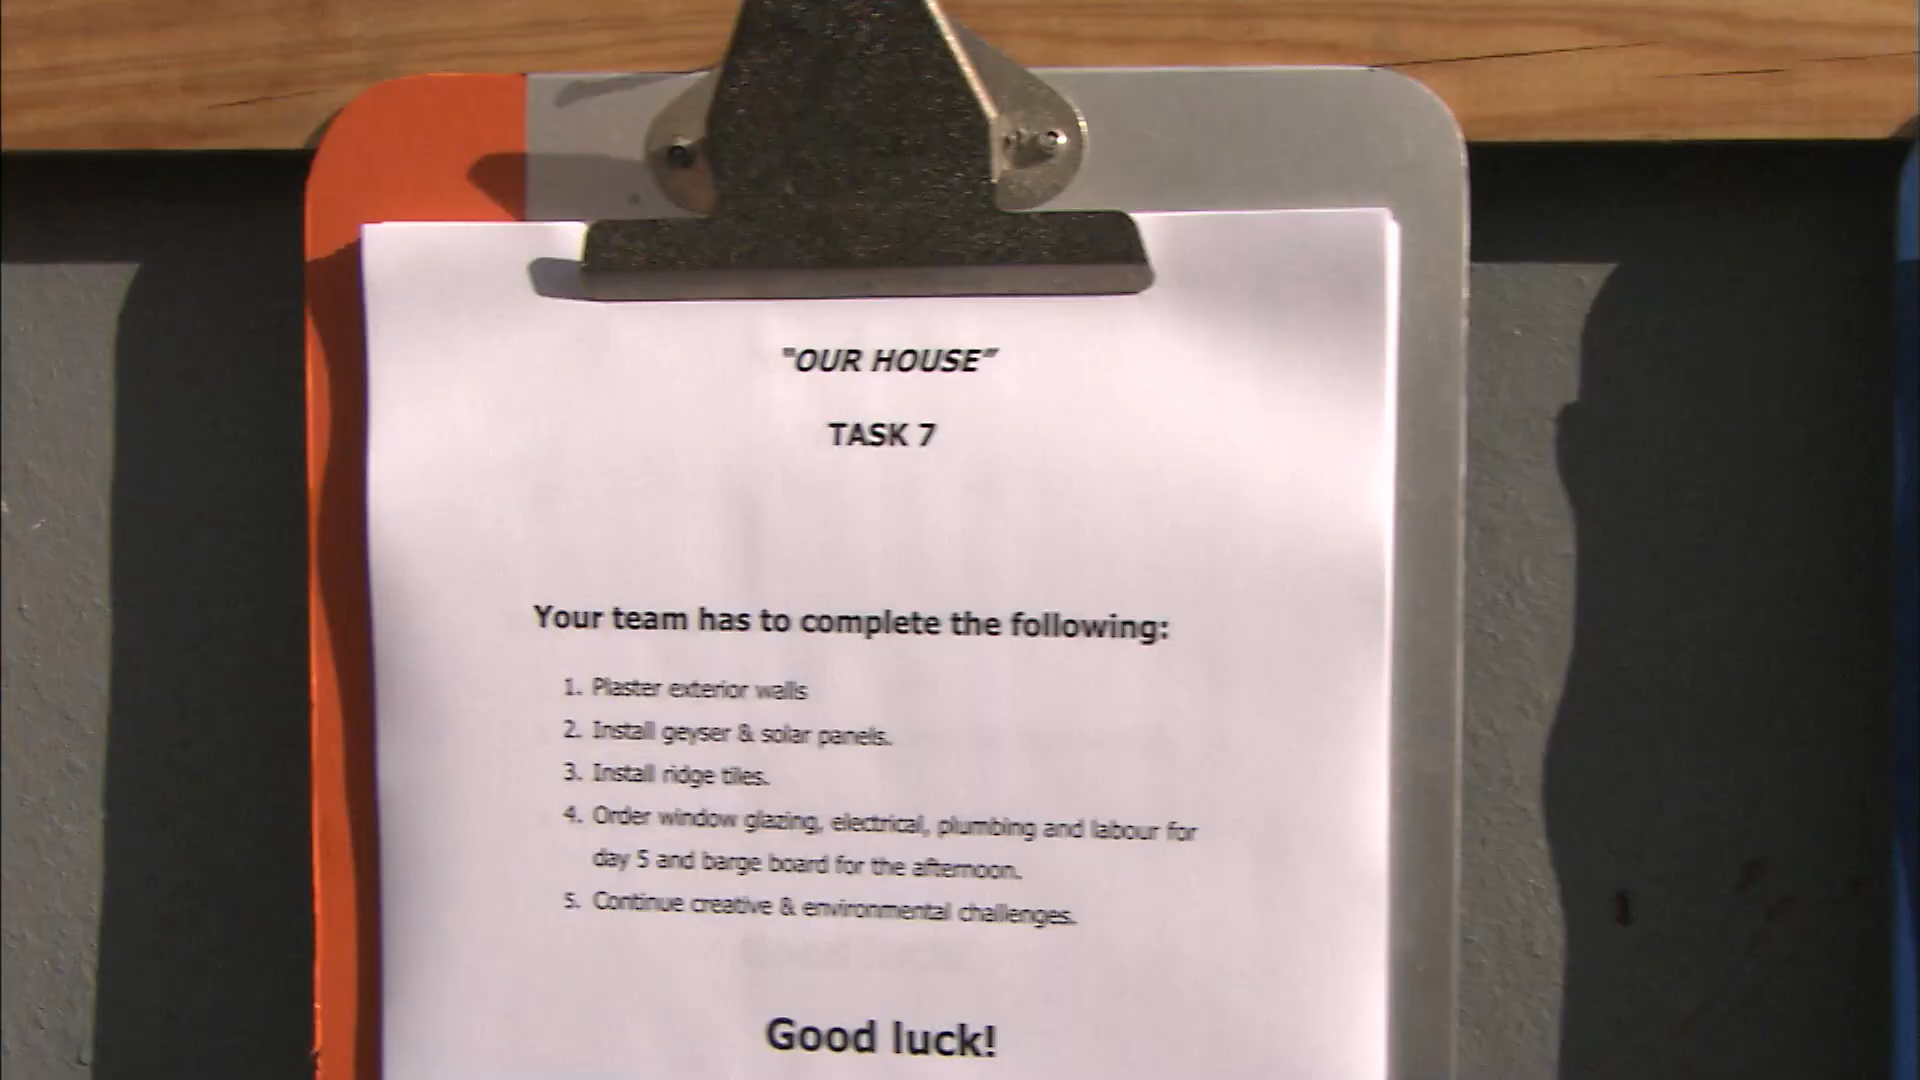 "OUR HOUSE"
TASK 7
Your team has to complete the following:
1. Plaster exterior walls
2. Install geyser & solar panels.
3. Install ridge tiles.
4. Order window glazing, electrical, plumbing and labour for
day 5 and barge board for the afternoon.
5. Continue creative & environmental challenges.
Good luck!